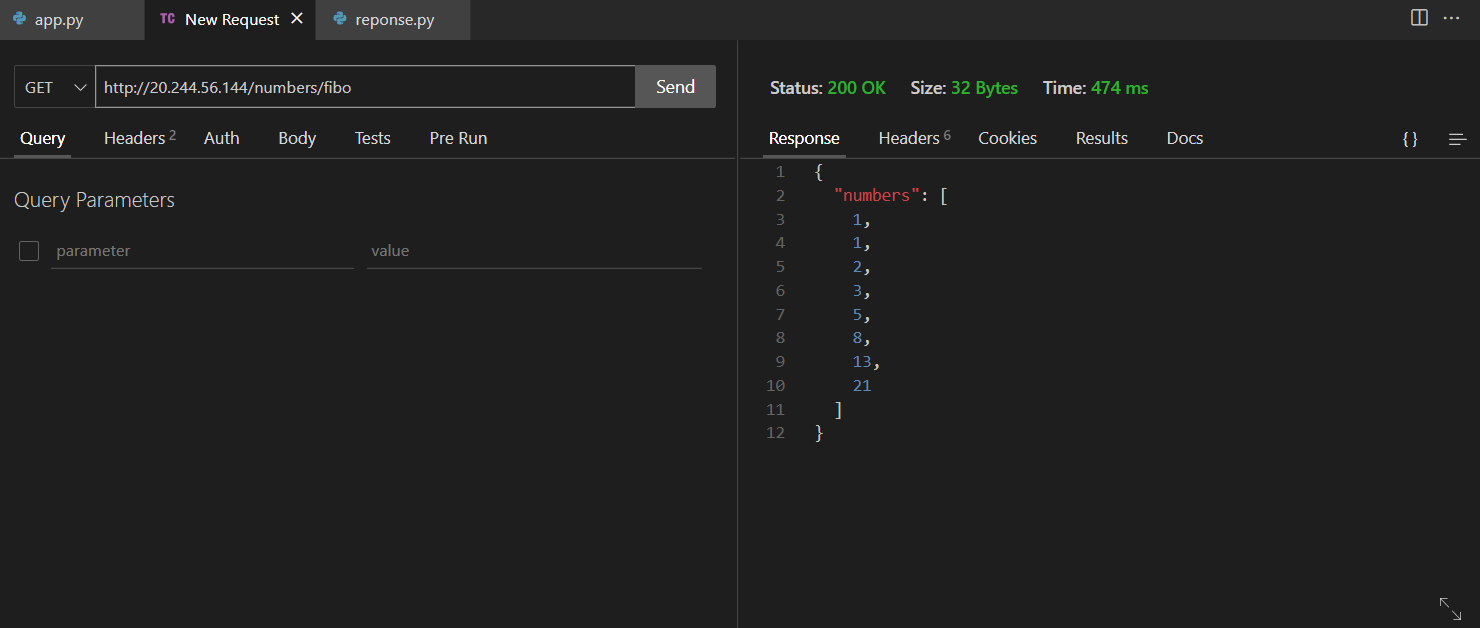 app.py TC New Request reponse.py
GET http://20.244.56.144/numbers/fibo Send
Query Headers 2 Auth Body Tests Pre Run
Query Parameters
parameter value
Status: 200 OK Size: 32 Bytes Time: 474 ms
Response Headers 6 Cookies Results Docs { }
1 {
2 "numbers": [
3 1,
4 1,
5 2,
6 3,
7 5,
8 8,
9 13,
10 21
11 ]
12 }